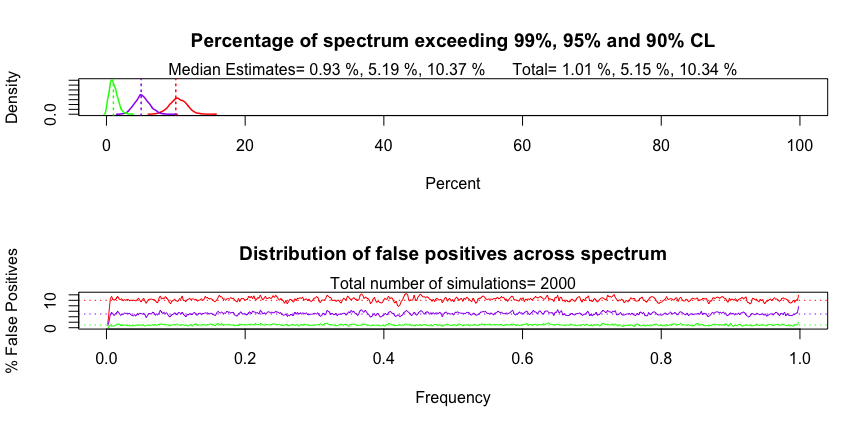 Percentage of spectrum exceeding 99%, 95% and 90% CL
Median Estimates= 0.93 %, 5.19 %, 10.37 % Total= 1.01 %, 5.15 %, 10.34 %
Density
0.0
0 20 40 60 80 100
Percent
Distribution of false positives across spectrum
Total number of simulations= 2000
% False Positives
10
0
0.0 0.2 0.4 0.6 0.8 1.0
Frequency